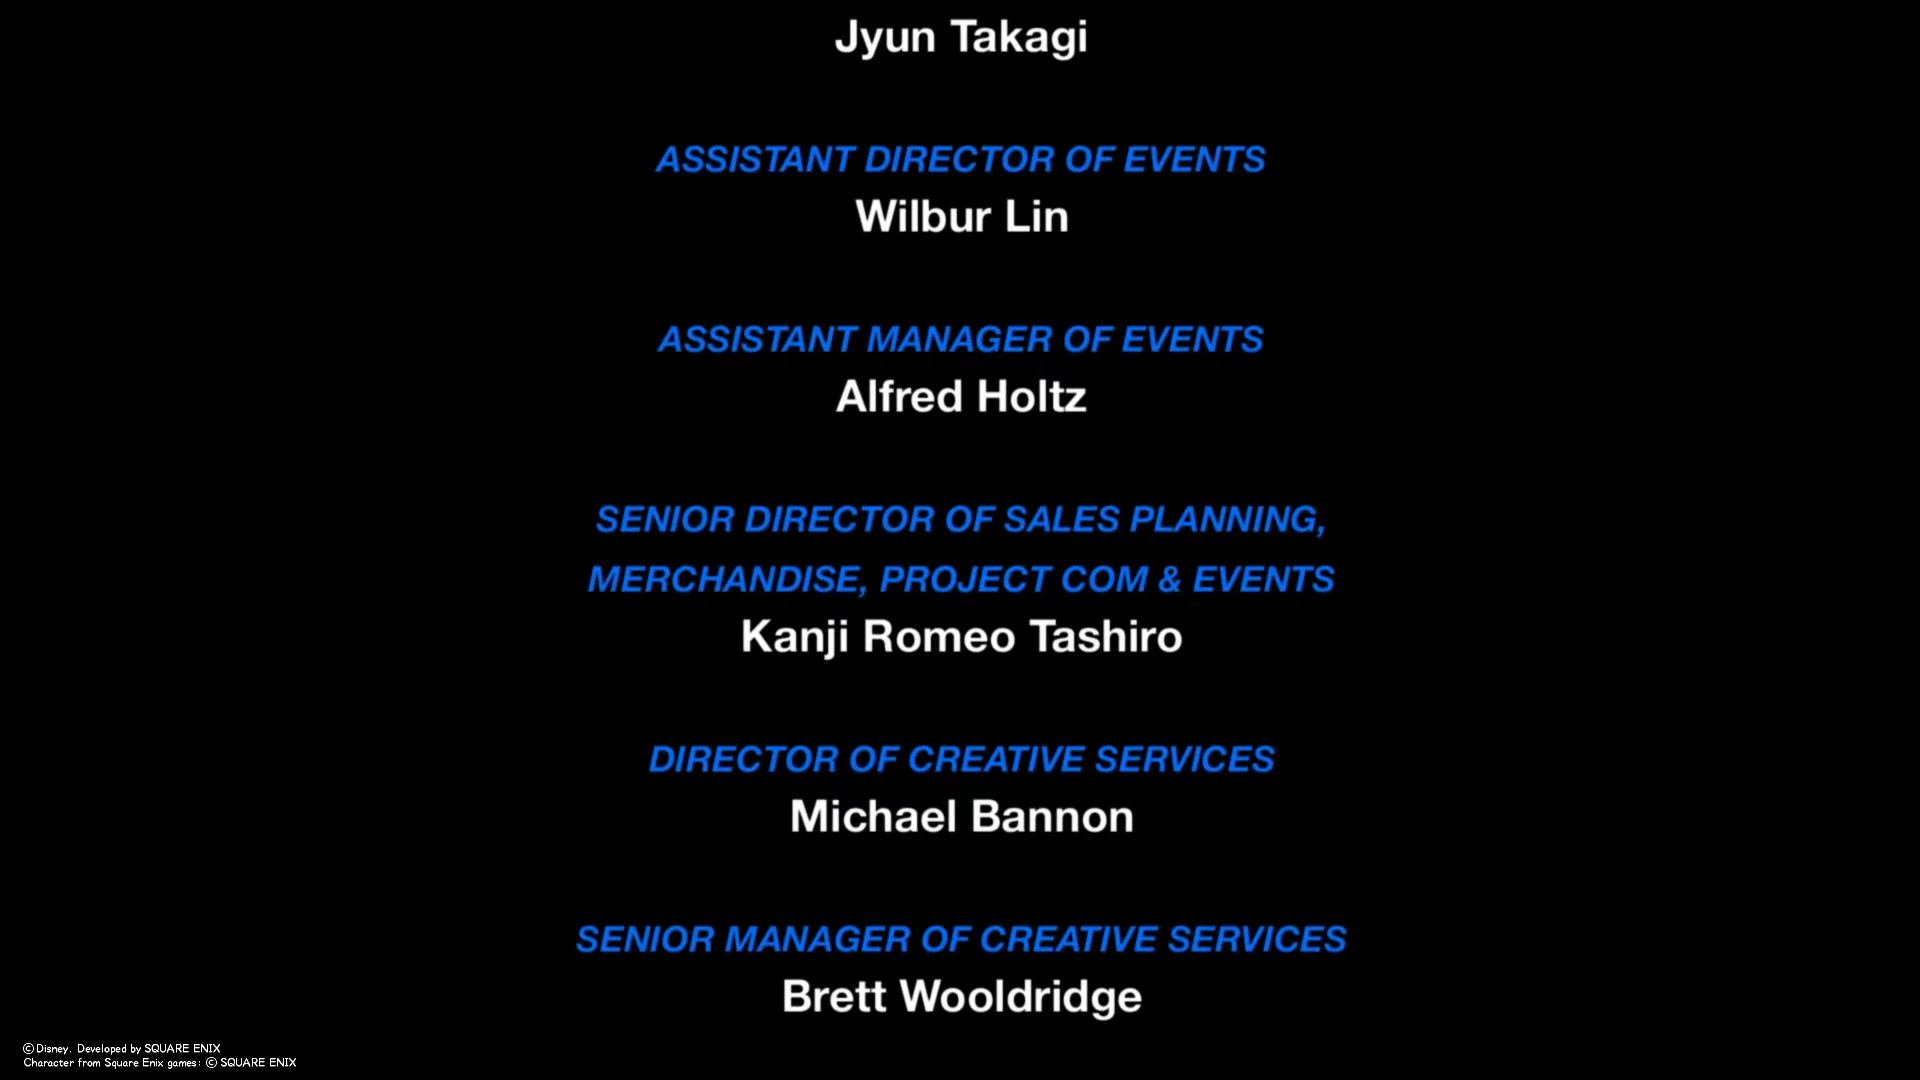 Jyun Takagi
ASSISTANT DIRECTOR OF EVENTS
Wilbur Lin
ASSISTANT MANAGER OF EVENTS
Alfred Holtz
SENIOR DIRECTOR OF SALES PLANNING,
MERCHANDISE, PROJECT COM & EVENTS
Kanji Romeo Tashiro
DIRECTOR OF CREATIVE SERVICES
Michael Bannon
SENIOR MANAGER OF CREATIVE SERVICES
Brett Wooldridge
© Disney. Developed by SQUARE ENIX
Character from Square Enix games: © SQUARE ENIX